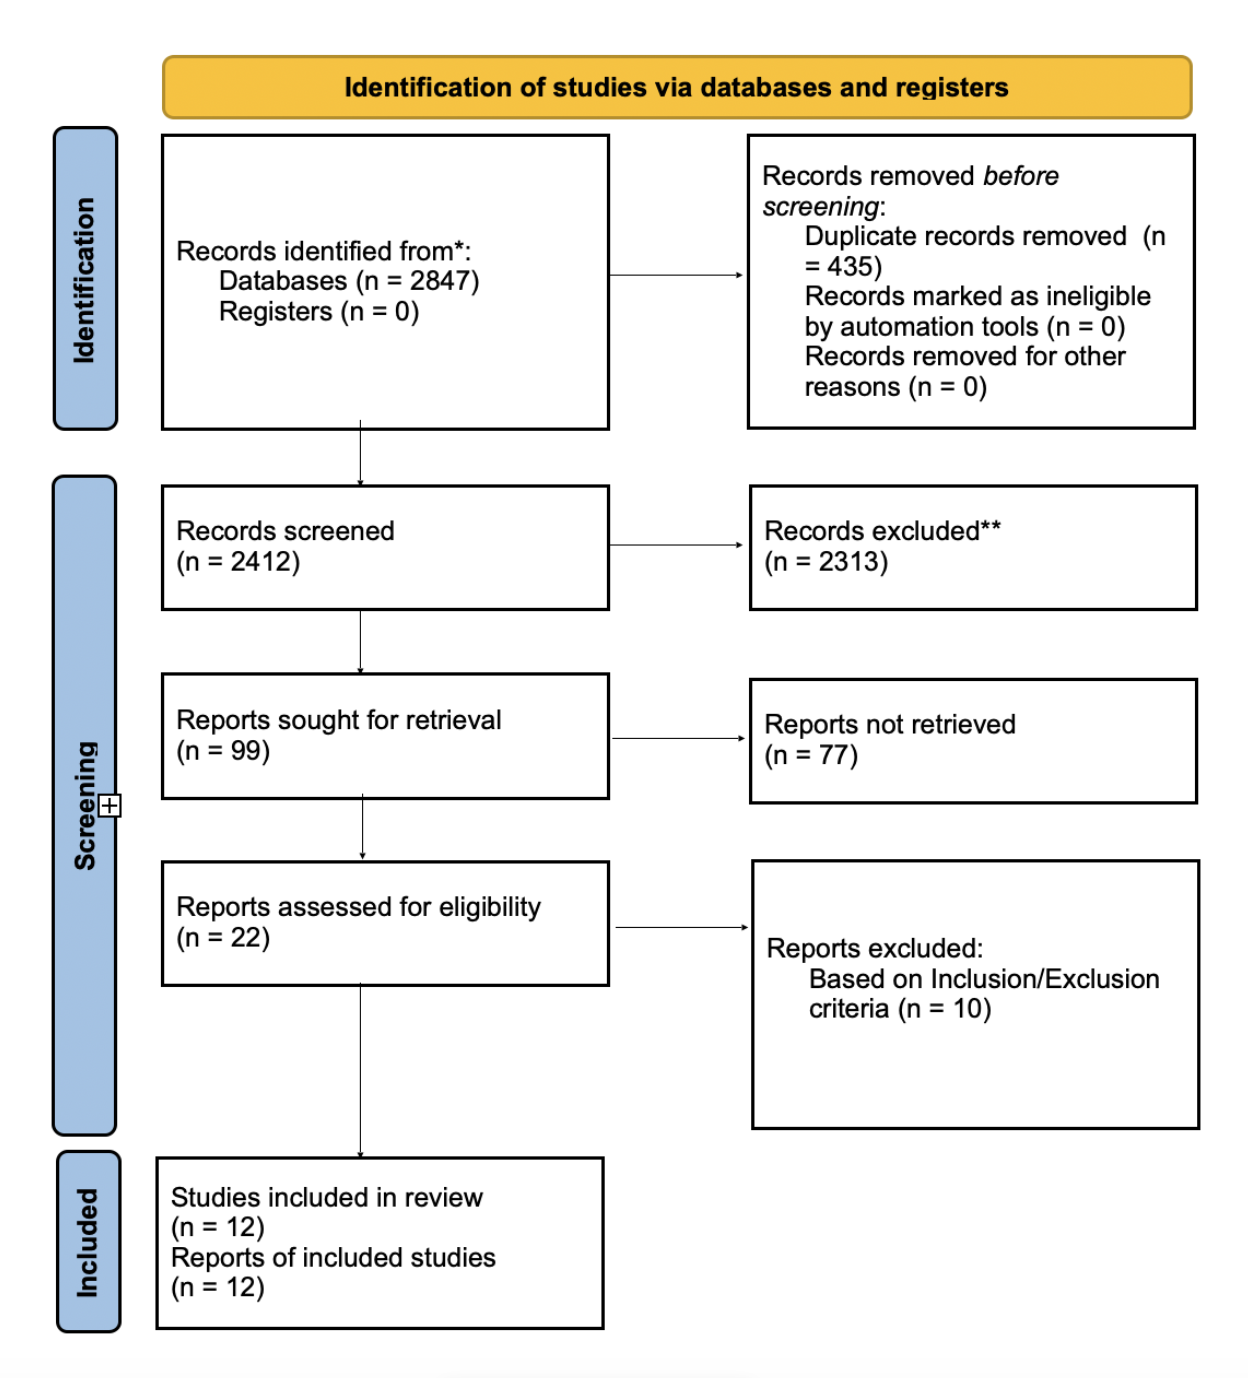 Identification of studies via databases and registers
Identification
Records identified from*:
Databases (n = 2847)
Registers (n = 0)
Records removed before
screening:
Duplicate records removed  (n
= 435)
Records marked as ineligible
by automation tools (n = 0)
Records removed for other
reasons (n = 0)
Screening
Records screened
(n = 2412)
Records excluded**
(n = 2313)
Reports sought for retrieval
(n = 99)
Reports not retrieved
(n = 77)
Reports assessed for eligibility
(n = 22)
Reports excluded:
Based on Inclusion/Exclusion
criteria (n = 10)
Included
Studies included in review
(n = 12)
Reports of included studies
(n = 12)